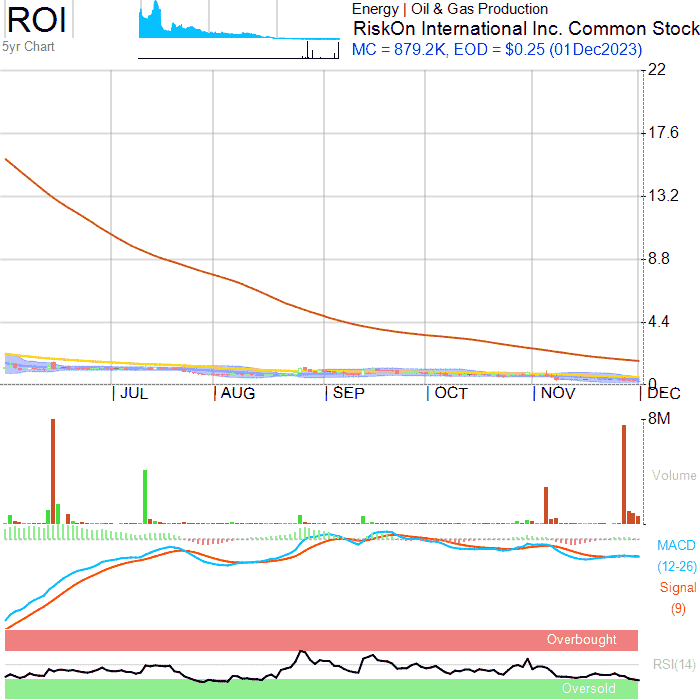 ROI
5yr Chart
Energy | Oil & Gas Production
RiskOn International Inc. Common Stock
MC = 879.2K, EOD = $0.25 (01Dec2023)
22
17.6
13.2
8.8
4.4
0
JUL
AUG
SEP
OCT
NOV
DEC
8M
Volume
MACD
(12-26)
Signal
(9)
Overbought
RSI(14)
Oversold